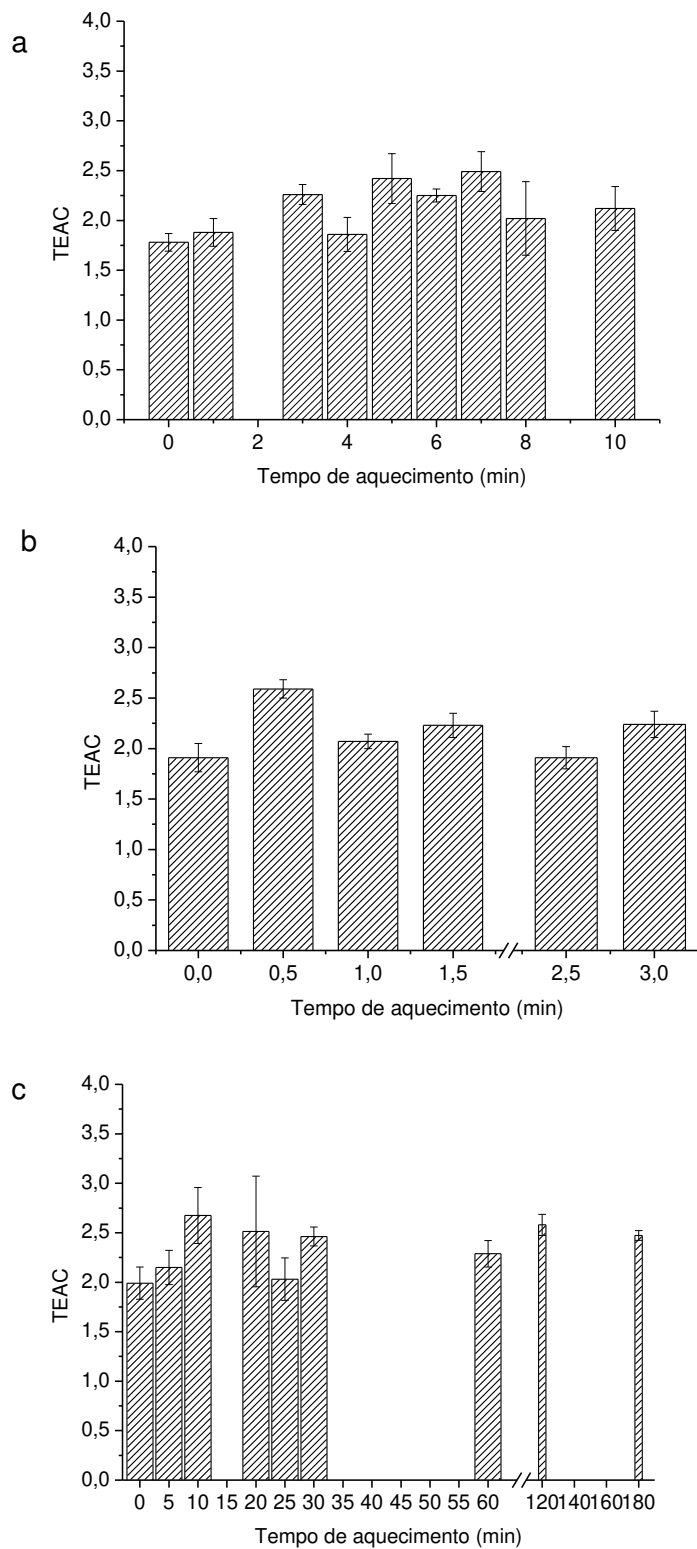 a
4,0
3,5
3,0
2,5
2,0
1,5
1,0
0,5
0,0
TEAC
0 2 4 6 8 10
Tempo de aquecimento (min)
b
4,0
3,5
3,0
2,5
2,0
1,5
1,0
0,5
0,0
TEAC
0,0 0,5 1,0 1,5 2,5 3,0
Tempo de aquecimento (min)
c
4,0
3,5
3,0
2,5
2,0
1,5
1,0
0,5
0,0
TEAC
0 5 10 15 20 25 30 35 40 45 50 55 60 120 140 160 180
Tempo de aquecimento (min)